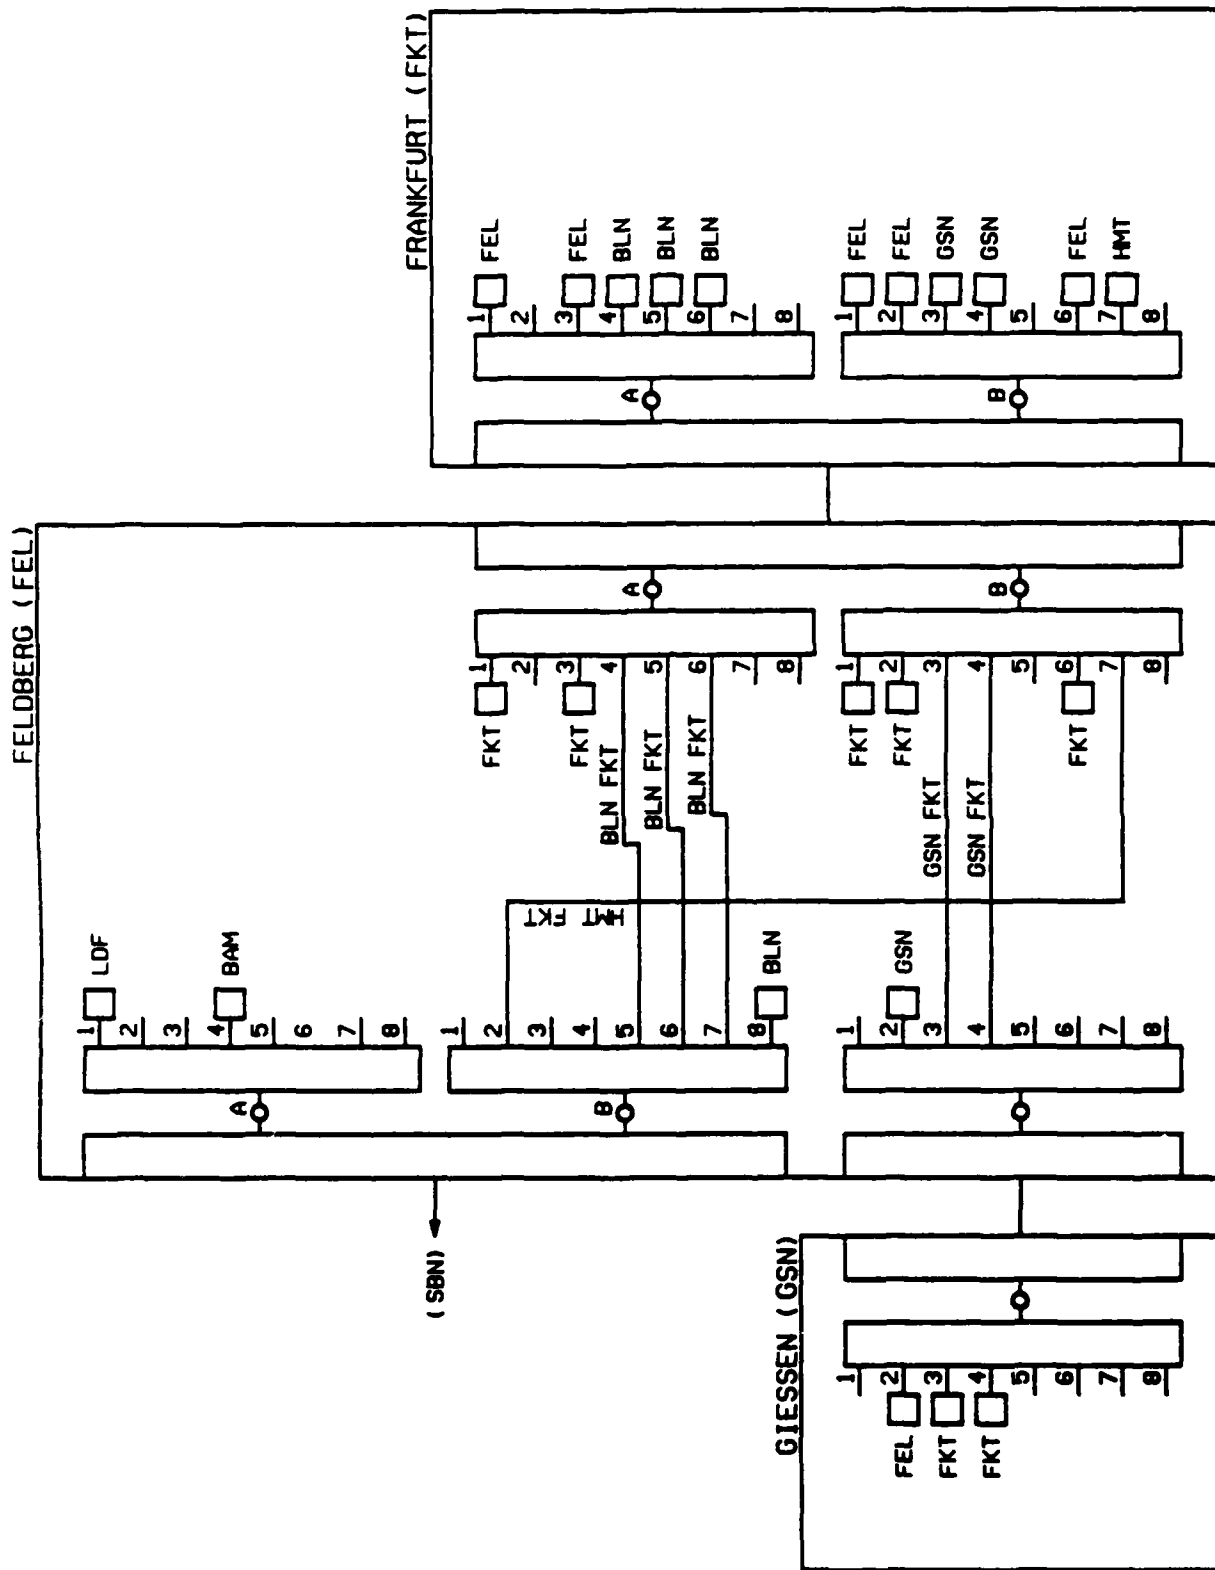 FELDBERG (FEL)
(SBN)
A
1 LDF
2
3
4 BAM
5
6
7
8
B
1
2
3
4
5
6
7
8 BLN
HMT FKT
BLN FKT
BLN FKT
BLN FKT
A
FKT 1
2
FKT 3
4
5
6
7
8
1
2 GSN
3
4
5
6
7
8
GSN FKT
GSN FKT
B
FKT 1
FKT 2
3
4
5
FKT 6
7
8
FRANKFURT (FKT)
A
1 FEL
2
3 FEL
4 BLN
5 BLN
6 BLN
7
8
B
1 FEL
2 FEL
3 GSN
4 GSN
5
6 FEL
7 HMT
8
GIESSEN (GSN)
1
FEL 2
FKT 3
FKT 4
5
6
7
8